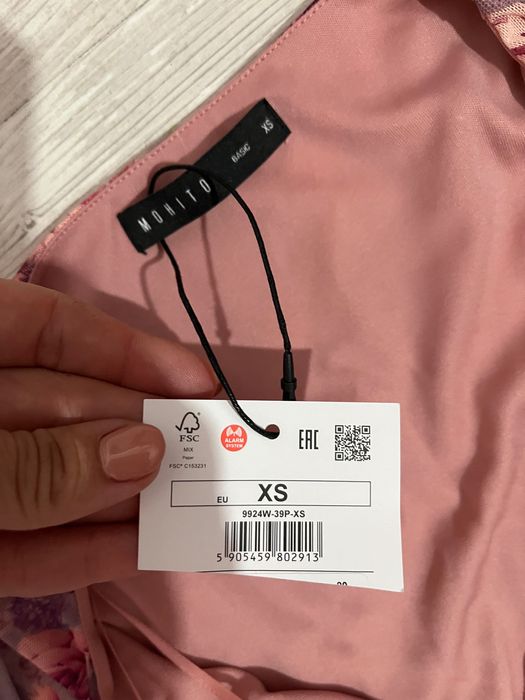 XS
BASIC
MOHITO
FSC
MIX
Paper
FSC® C153231
ALARM
SYSTEM
EAC
EU XS
9924W-39P-XS
5 905459 802913